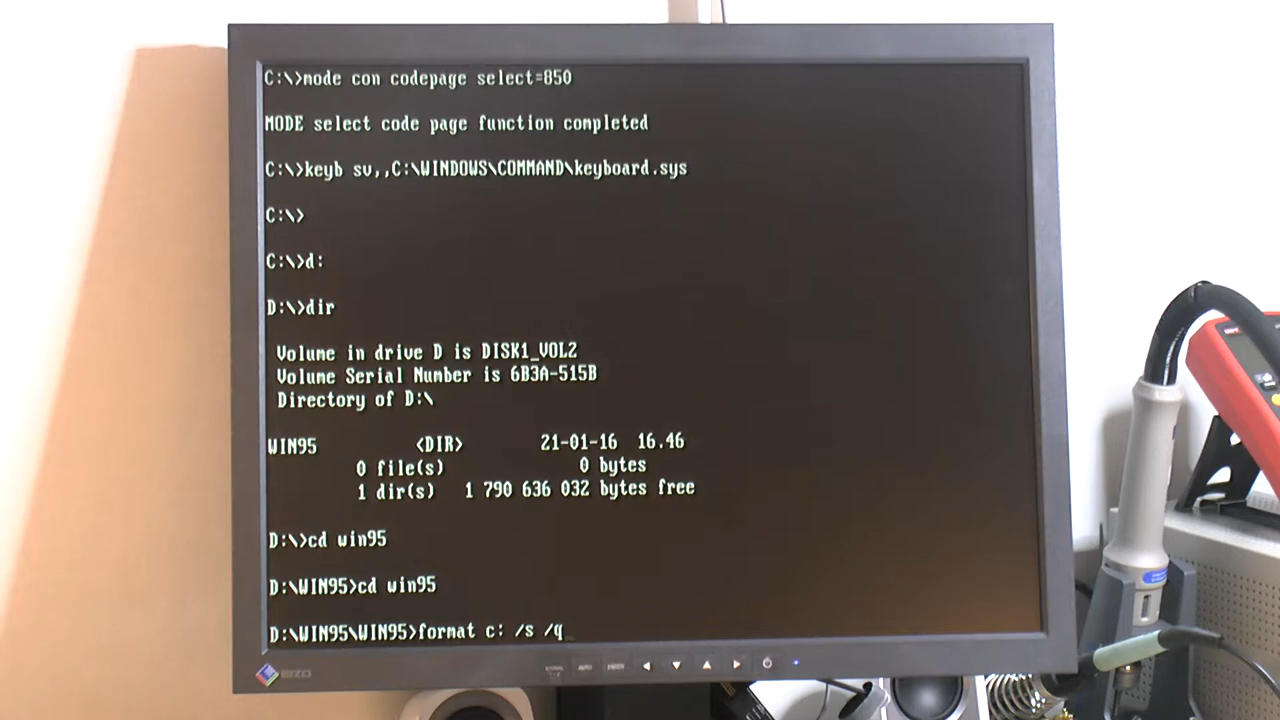 C:\>mode con codepage select=850
MODE select code page function completed
C:\>keyb sv,,C:\WINDOWS\COMMAND\keyboard.sys
C:\>
C:\>d:
D:\>dir
Volume in drive D is DISK1_VOL2
Volume Serial Number is 6B3A-515B
Directory of D:\
WIN95 <DIR> 21-01-16 16.46
0 file(s) 0 bytes
1 dir(s) 1 790 636 032 bytes free
D:\>cd win95
D:\WIN95>cd win95
D:\WIN95\WIN95>format c: /s /q_
EIZO